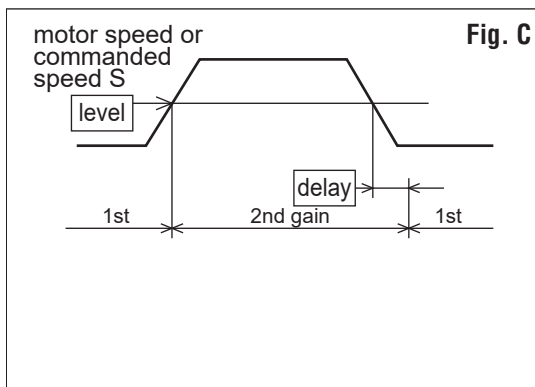 motor speed or
commanded
speed S
Fig. C
level
delay
1st
2nd gain
1st